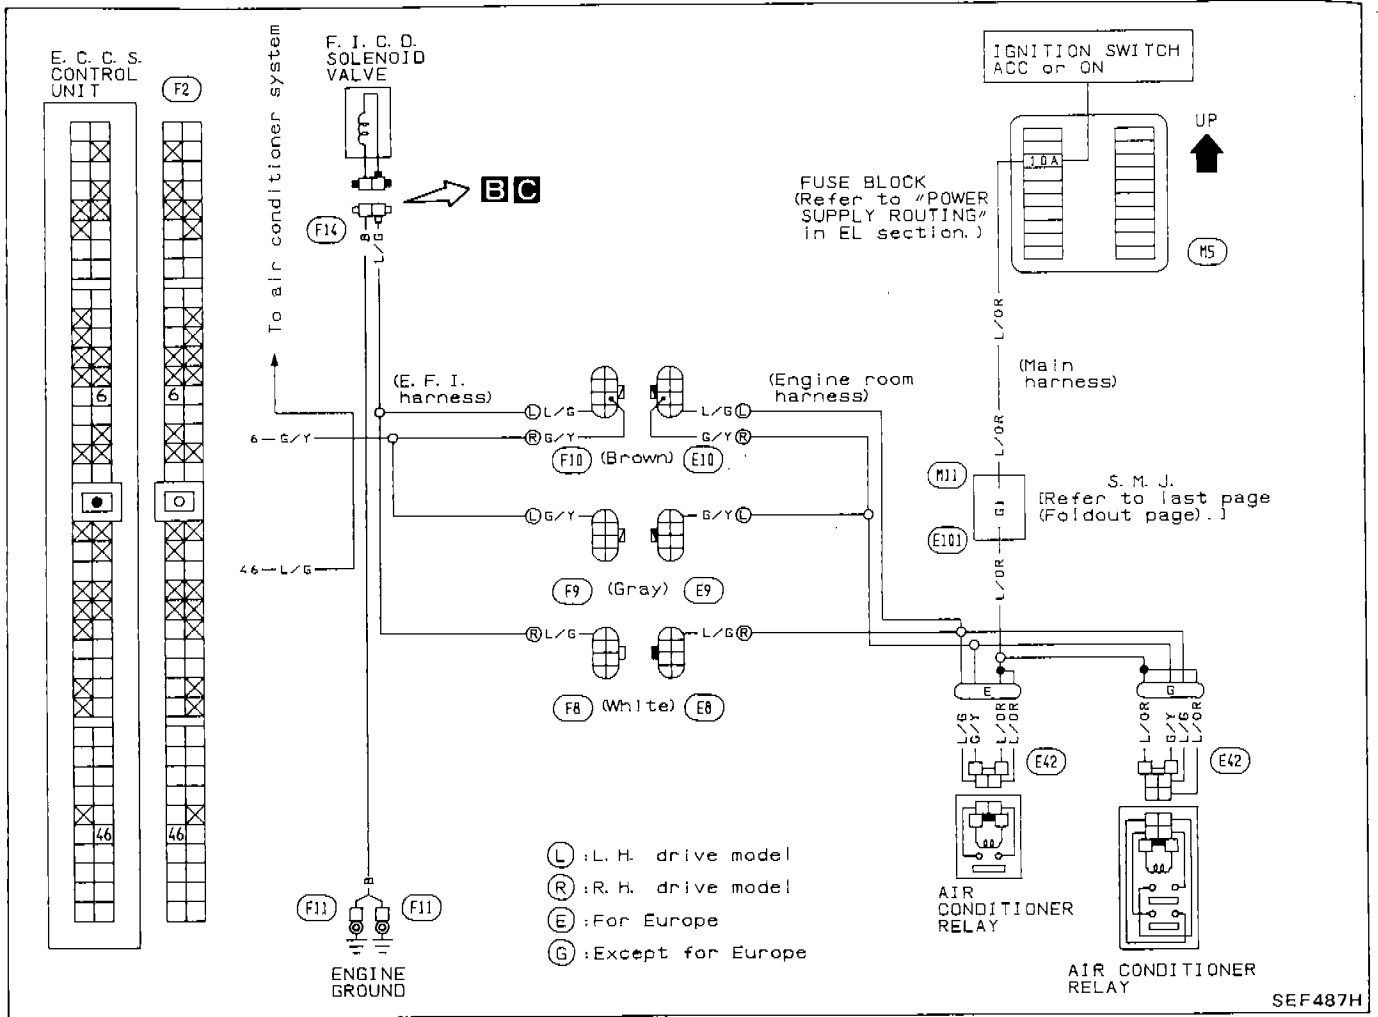 E. C. C. S.
CONTROL
UNIT
F2
To air conditioner system
F. I. C. D.
SOLENOID
VALVE
B C
F14
B
L/G
IGNITION SWITCH
ACC or ON
UP
10A
FUSE BLOCK
(Refer to "POWER
SUPPLY ROUTING"
in EL section.)
M5
L/OR
(Main
harness)
L/OR
(E. F. I.
harness)
(Engine room
harness)
6
6
L L/G
L/G L
6 G/Y
R G/Y
G/Y R
F10 (Brown) E10
M11
S. M. J.
[Refer to last page
(Foldout page).]
G1
E101
L G/Y
G/Y L
46 L/G
L/OR
F9 (Gray) E9
R L/G
L/G R
F8 (White) E8
E
G
L/G
G/Y
L/OR
L/OR
L/OR
G/Y
L/G
L/OR
E42
E42
46
46
L :L. H. drive model
R :R. H. drive model
E :For Europe
G :Except for Europe
B
F11
F11
ENGINE
GROUND
AIR
CONDITIONER
RELAY
AIR CONDITIONER
RELAY
SEF487H